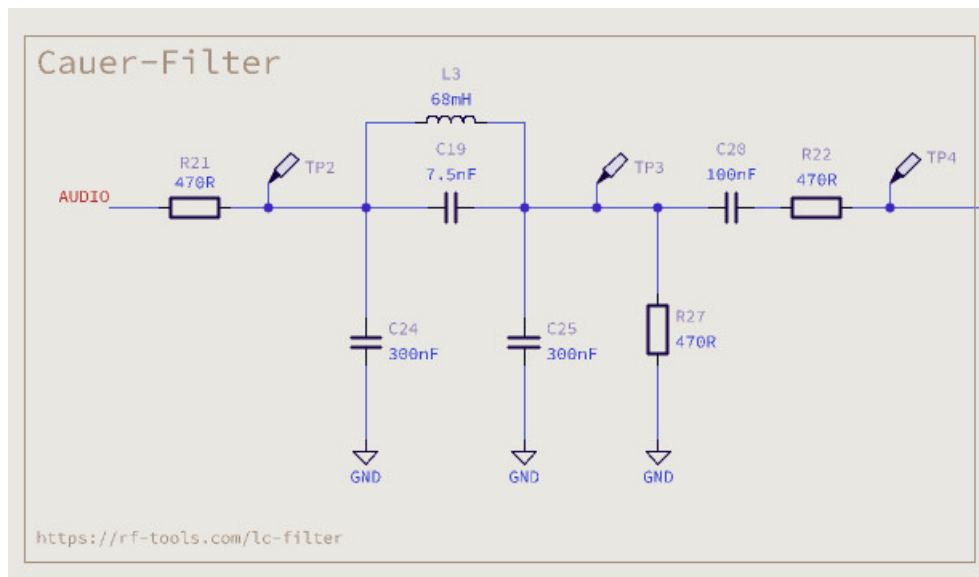 Cauer-Filter
L3
68mH
C19
7.5nF
R21
470R
TP2
TP3
C28
100nF
R22
470R
TP4
AUDIO
C24
300nF
C25
300nF
R27
470R
GND
GND
GND
https://rf-tools.com/lc-filter